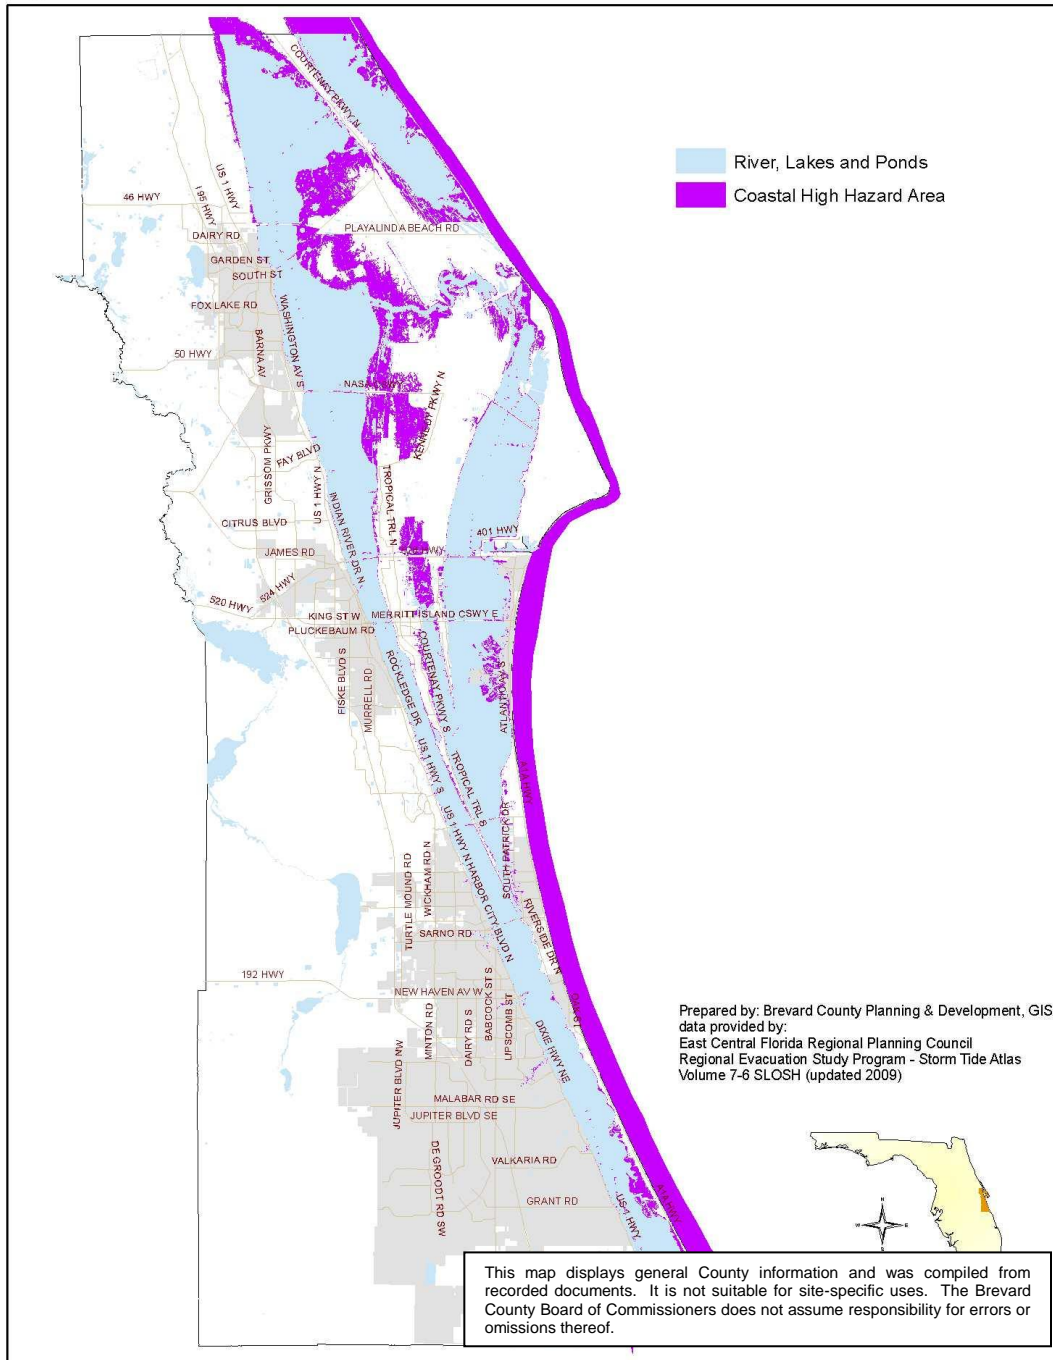 COURTENAY PKWY N
River, Lakes and Ponds
Coastal High Hazard Area
46 HWY
I 95 HWY
US 1 HWY
DAIRY RD
PLAYALINDA BEACH RD
GARDEN ST
SOUTH ST
FOX LAKE RD
WASHINGTON AV S
BARNA AV
50 HWY
NASA CSWY
KENNEDY PKWY N
GRISSOM PKWY
FAY BLVD
US 1 HWY N
TROPICAL TRL N
INDIAN RIVER DR N
CITRUS BLVD
401 HWY
JAMES RD
HWY
524 HWY
520 HWY
KING ST W
MERRITT ISLAND CSWY E
PLUCKEBAUM RD
FISKE BLVD S
MURRELL RD
ROCKLEDGE DR
COURTENAY PKWY S
ATLANTIC AV S
US 1 HWY S
TROPICAL TRL S
A1A HWY
US 1 HWY N
HARBOR CITY BLVD N
SOUTH PATRICK DR
TURTLE MOUND RD
WICKHAM RD N
RIVERSIDE DR N
SARNO RD
192 HWY
NEW HAVEN AV W
MINTON RD
DAIRY RD S
BABCOCK ST S
LIPSCOMB ST
OAK ST
DIXIE HWY NE
JUPITER BLVD NW
MALABAR RD SE
JUPITER BLVD SE
DE GROODT RD SW
VALKARIA RD
GRANT RD
US 1 HWY
A1A HWY
Prepared by: Brevard County Planning & Development, GIS
data provided by:
East Central Florida Regional Planning Council
Regional Evacuation Study Program - Storm Tide Atlas
Volume 7-6 SLOSH (updated 2009)
N
W
E
S
This map displays general County information and was compiled from
recorded documents. It is not suitable for site-specific uses. The Brevard
County Board of Commissioners does not assume responsibility for errors or
omissions thereof.